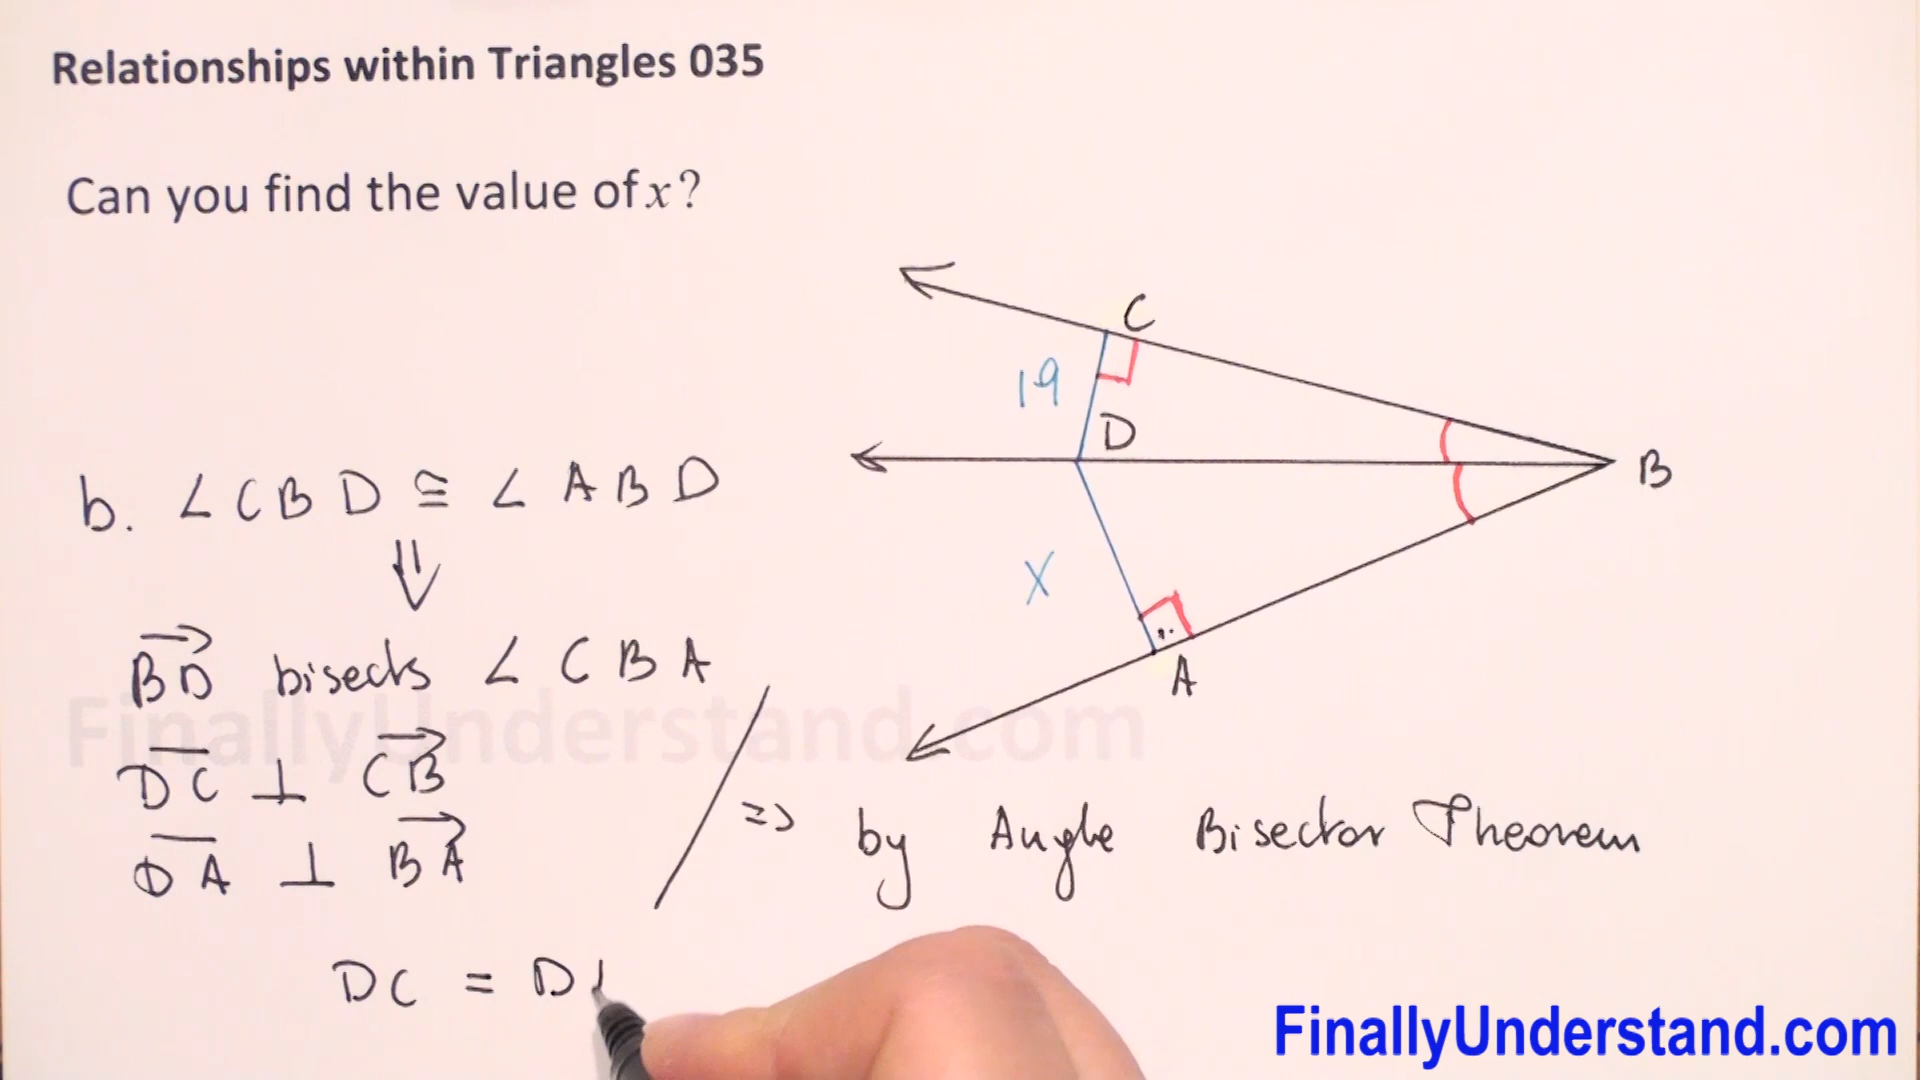 Relationships within Triangles 035
Can you find the value of x?
C
19
D
B
b. ∠CBD ≅ ∠ABD
⇓
X
A
BD bisects ∠CBA
FinallyUnderstand.com
DC ⊥ CB
DA ⊥ BA
=> by Angle Bisector Theorem
DC = D
FinallyUnderstand.com